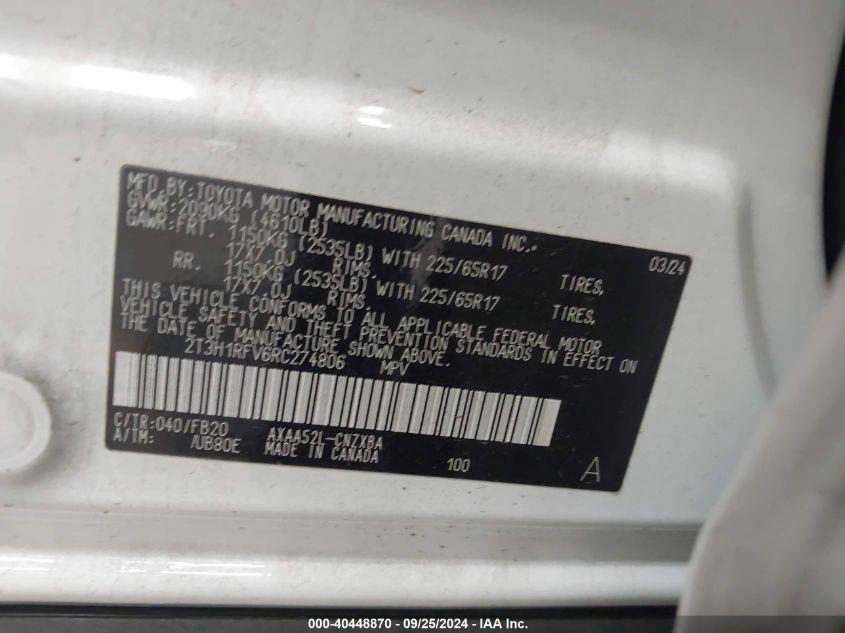 MFD.BY:TOYOTA MOTOR MANUFACTURING CANADA INC. 03/24
GVWR:2090KG (4610LB)
GAWR:FRT. 1150KG (2535LB) WITH 225/65R17 TIRES,
17X7.0J RIMS.
RR. 1150KG (2535LB) WITH 225/65R17 TIRES,
17X7.0J RIMS.
THIS VEHICLE CONFORMS TO ALL APPLICABLE FEDERAL MOTOR
VEHICLE SAFETY AND THEFT PREVENTION STANDARDS IN EFFECT ON
THE DATE OF MANUFACTURE SHOWN ABOVE.
2T3H1RFV6RC274806 MPV
C/TR:040/FB20 AXAA52L-CNZXBA
A/TM: /UB80E MADE IN CANADA 100 A
000-40448870 - 09/25/2024 - IAA Inc.